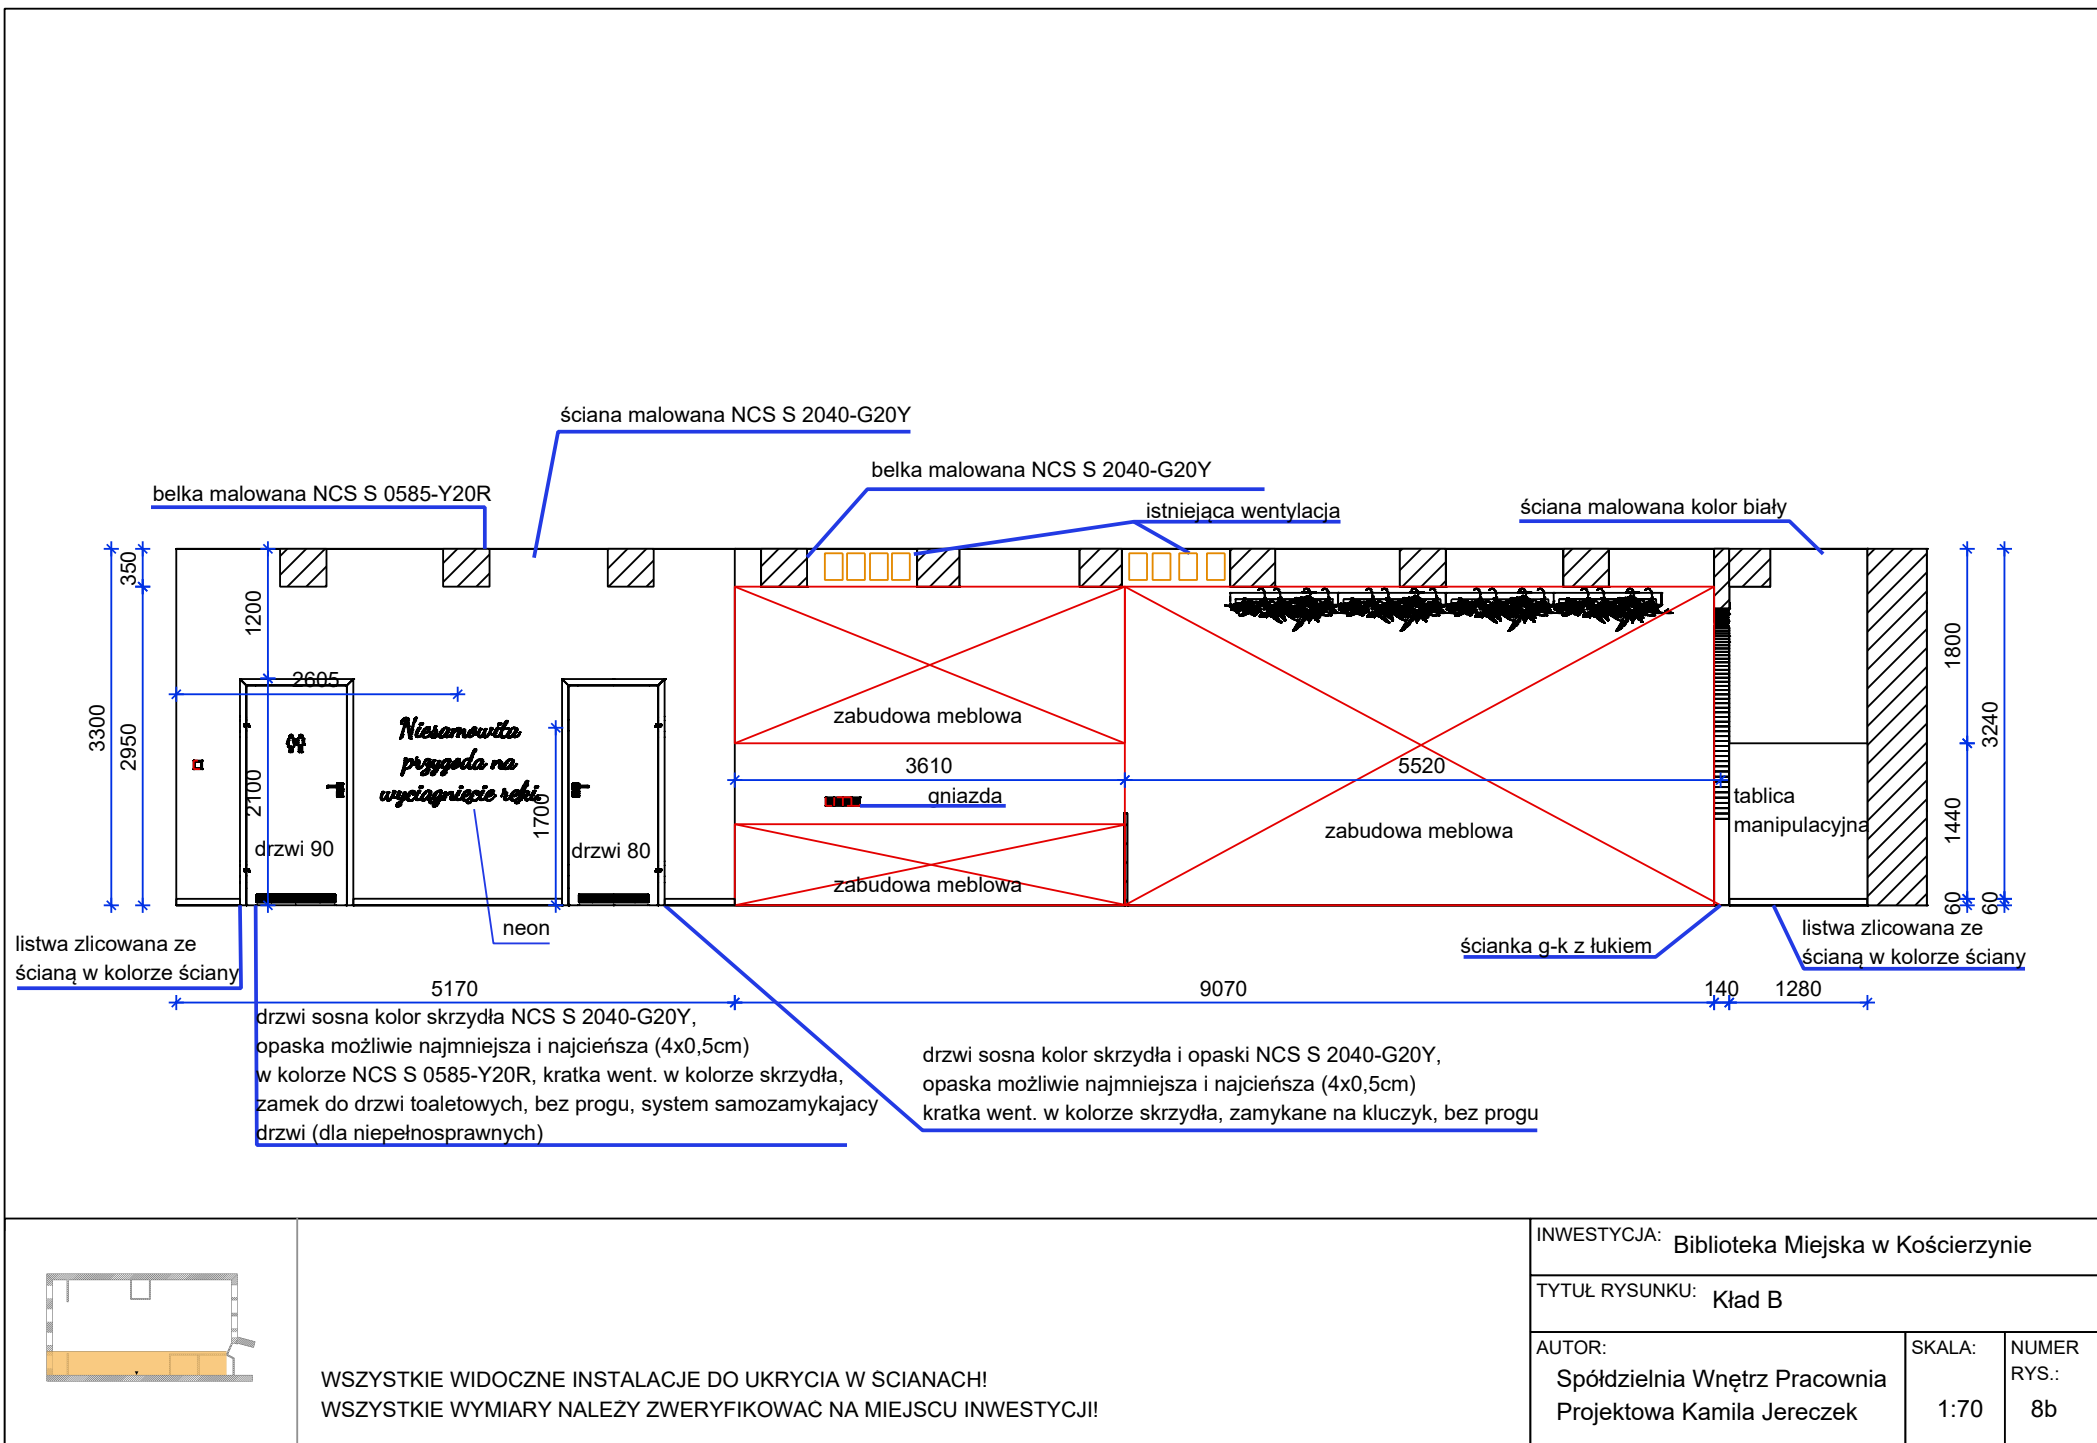 ściana malowana NCS S 2040-G20Y
belka malowana NCS S 2040-G20Y
belka malowana NCS S 0585-Y20R
istniejąca wentylacja
ściana malowana kolor biały
350
1200
3300
2950
2605
2100
1700
Niesamowita
przygoda na
wyciągnięcie ręki
drzwi 90
drzwi 80
neon
zabudowa meblowa
3610
5520
gniazda
zabudowa meblowa
zabudowa meblowa
tablica
manipulacyjna
1800
3240
1440
60
60
listwa zlicowana ze
ścianą w kolorze ściany
ścianka g-k z łukiem
listwa zlicowana ze
ścianą w kolorze ściany
5170
9070
140
1280
drzwi sosna kolor skrzydła NCS S 2040-G20Y,
opaska możliwie najmniejsza i najcieńsza (4x0,5cm)
w kolorze NCS S 0585-Y20R, kratka went. w kolorze skrzydła,
zamek do drzwi toaletowych, bez progu, system samozamykajacy
drzwi (dla niepełnosprawnych)
drzwi sosna kolor skrzydła i opaski NCS S 2040-G20Y,
opaska możliwie najmniejsza i najcieńsza (4x0,5cm)
kratka went. w kolorze skrzydła, zamykane na kluczyk, bez progu
WSZYSTKIE WIDOCZNE INSTALACJE DO UKRYCIA W ŚCIANACH!
WSZYSTKIE WYMIARY NALEŻY ZWERYFIKOWAĆ NA MIEJSCU INWESTYCJI!
INWESTYCJA: Biblioteka Miejska w Kościerzynie
TYTUŁ RYSUNKU: Kład B
AUTOR:
Spółdzielnia Wnętrz Pracownia
Projektowa Kamila Jereczek
SKALA:
1:70
NUMER
RYS.:
8b